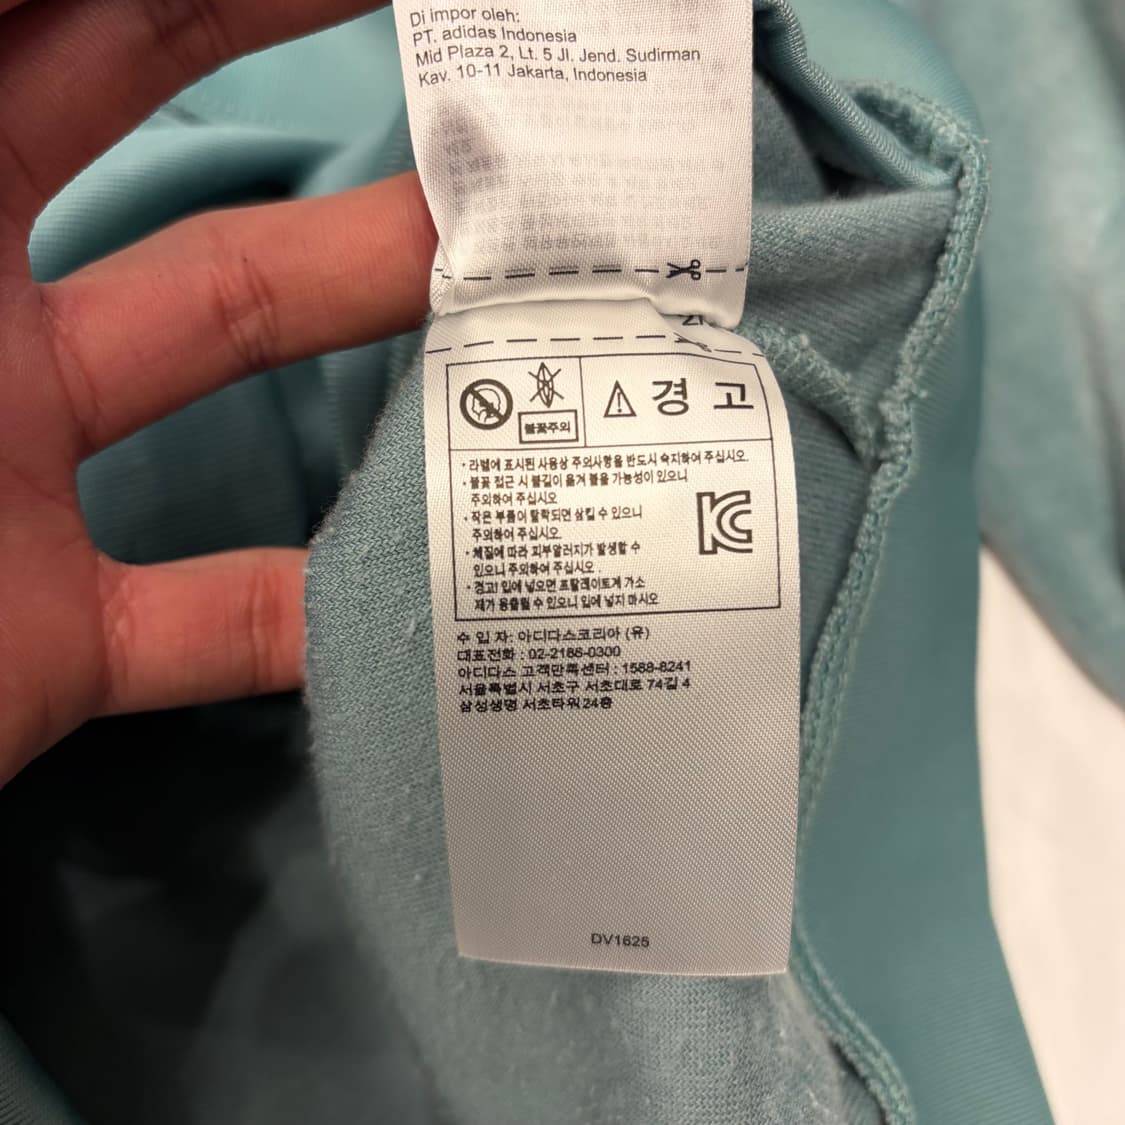 Di impor oleh:
PT. adidas Indonesia
Mid Plaza 2, Lt. 5 Jl. Jend. Sudirman
Kav. 10-11 Jakarta, Indonesia
불꽃주의
경 고
· 라벨에 표시된 사용상 주의사항을 반드시 숙지하여 주십시오.
· 불꽃 접근 시 불길이 옮겨 붙을 가능성이 있으니
주의하여 주십시오
· 작은 부품이 탈락되면 삼킬 수 있으니
주의하여 주십시오.
· 체질에 따라 피부알러지가 발생할 수
있으니 주의하여 주십시오 .
· 경고! 입에 넣으면 프탈레이트계 가소
제가 용출될 수 있으니 입에 넣지 마시오
수 입 자: 아디다스코리아 (유)
대표전화 : 02-2186-0300
아디다스 고객만족센터 : 1588-8241
서울특별시 서초구 서초대로 74길 4
삼성생명 서초타워 24층
DV1625